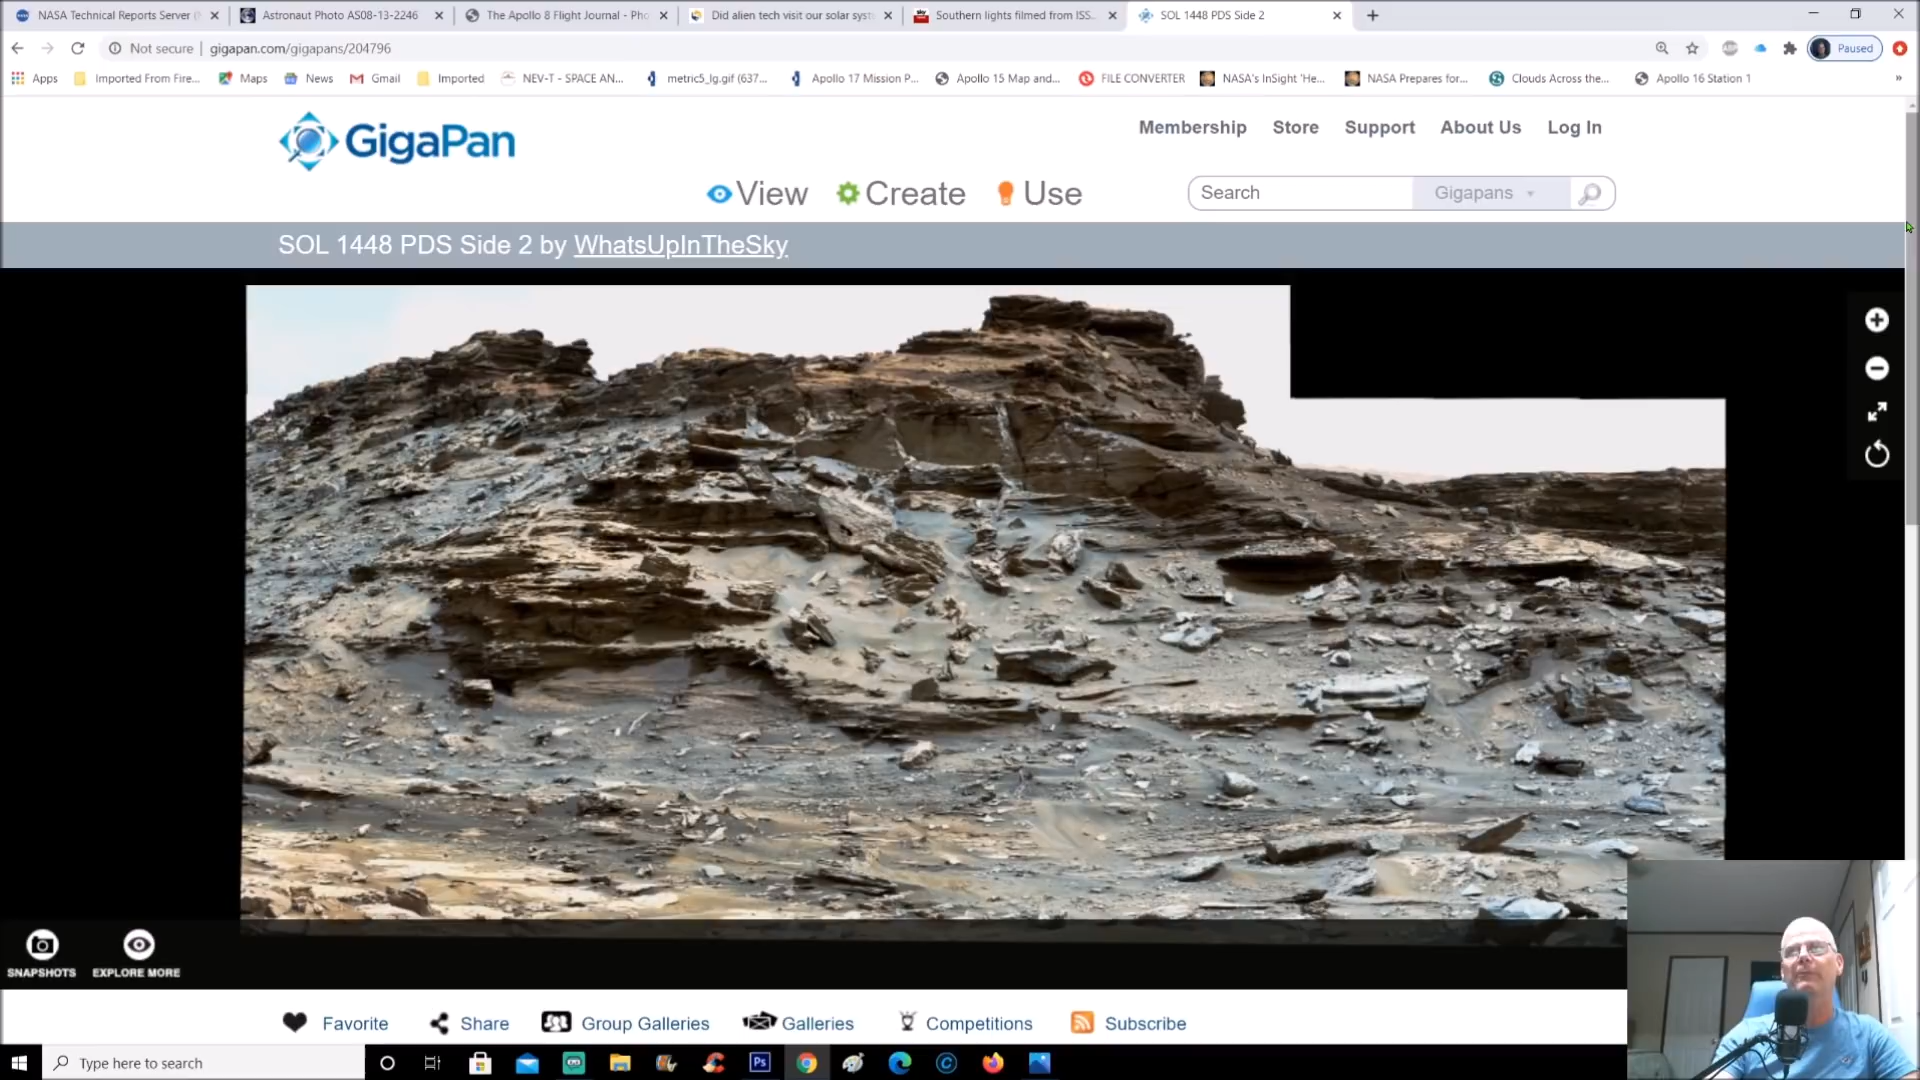 NASA Technical Reports Server (N
Astronaut Photo AS08-13-2246
The Apollo 8 Flight Journal - Pho
Did alien tech visit our solar syst
Southern lights filmed from ISS...
SOL 1448 PDS Side 2
Not secure
gigapan.com/gigapans/204796
Paused
Apps
Imported From Fire...
Maps
News
Gmail
Imported
NEV-T - SPACE AN...
metric5_lg.gif (637...
Apollo 17 Mission P...
Apollo 15 Map and...
FILE CONVERTER
NASA's InSight 'He...
NASA Prepares for...
Clouds Across the...
Apollo 16 Station 1
»
GigaPan
Membership Store Support About Us Log In
View Create Use
Search Gigapans
SOL 1448 PDS Side 2 by WhatsUpInTheSky
SNAPSHOTS EXPLORE MORE
Favorite Share Group Galleries Galleries Competitions Subscribe
Type here to search
Ps